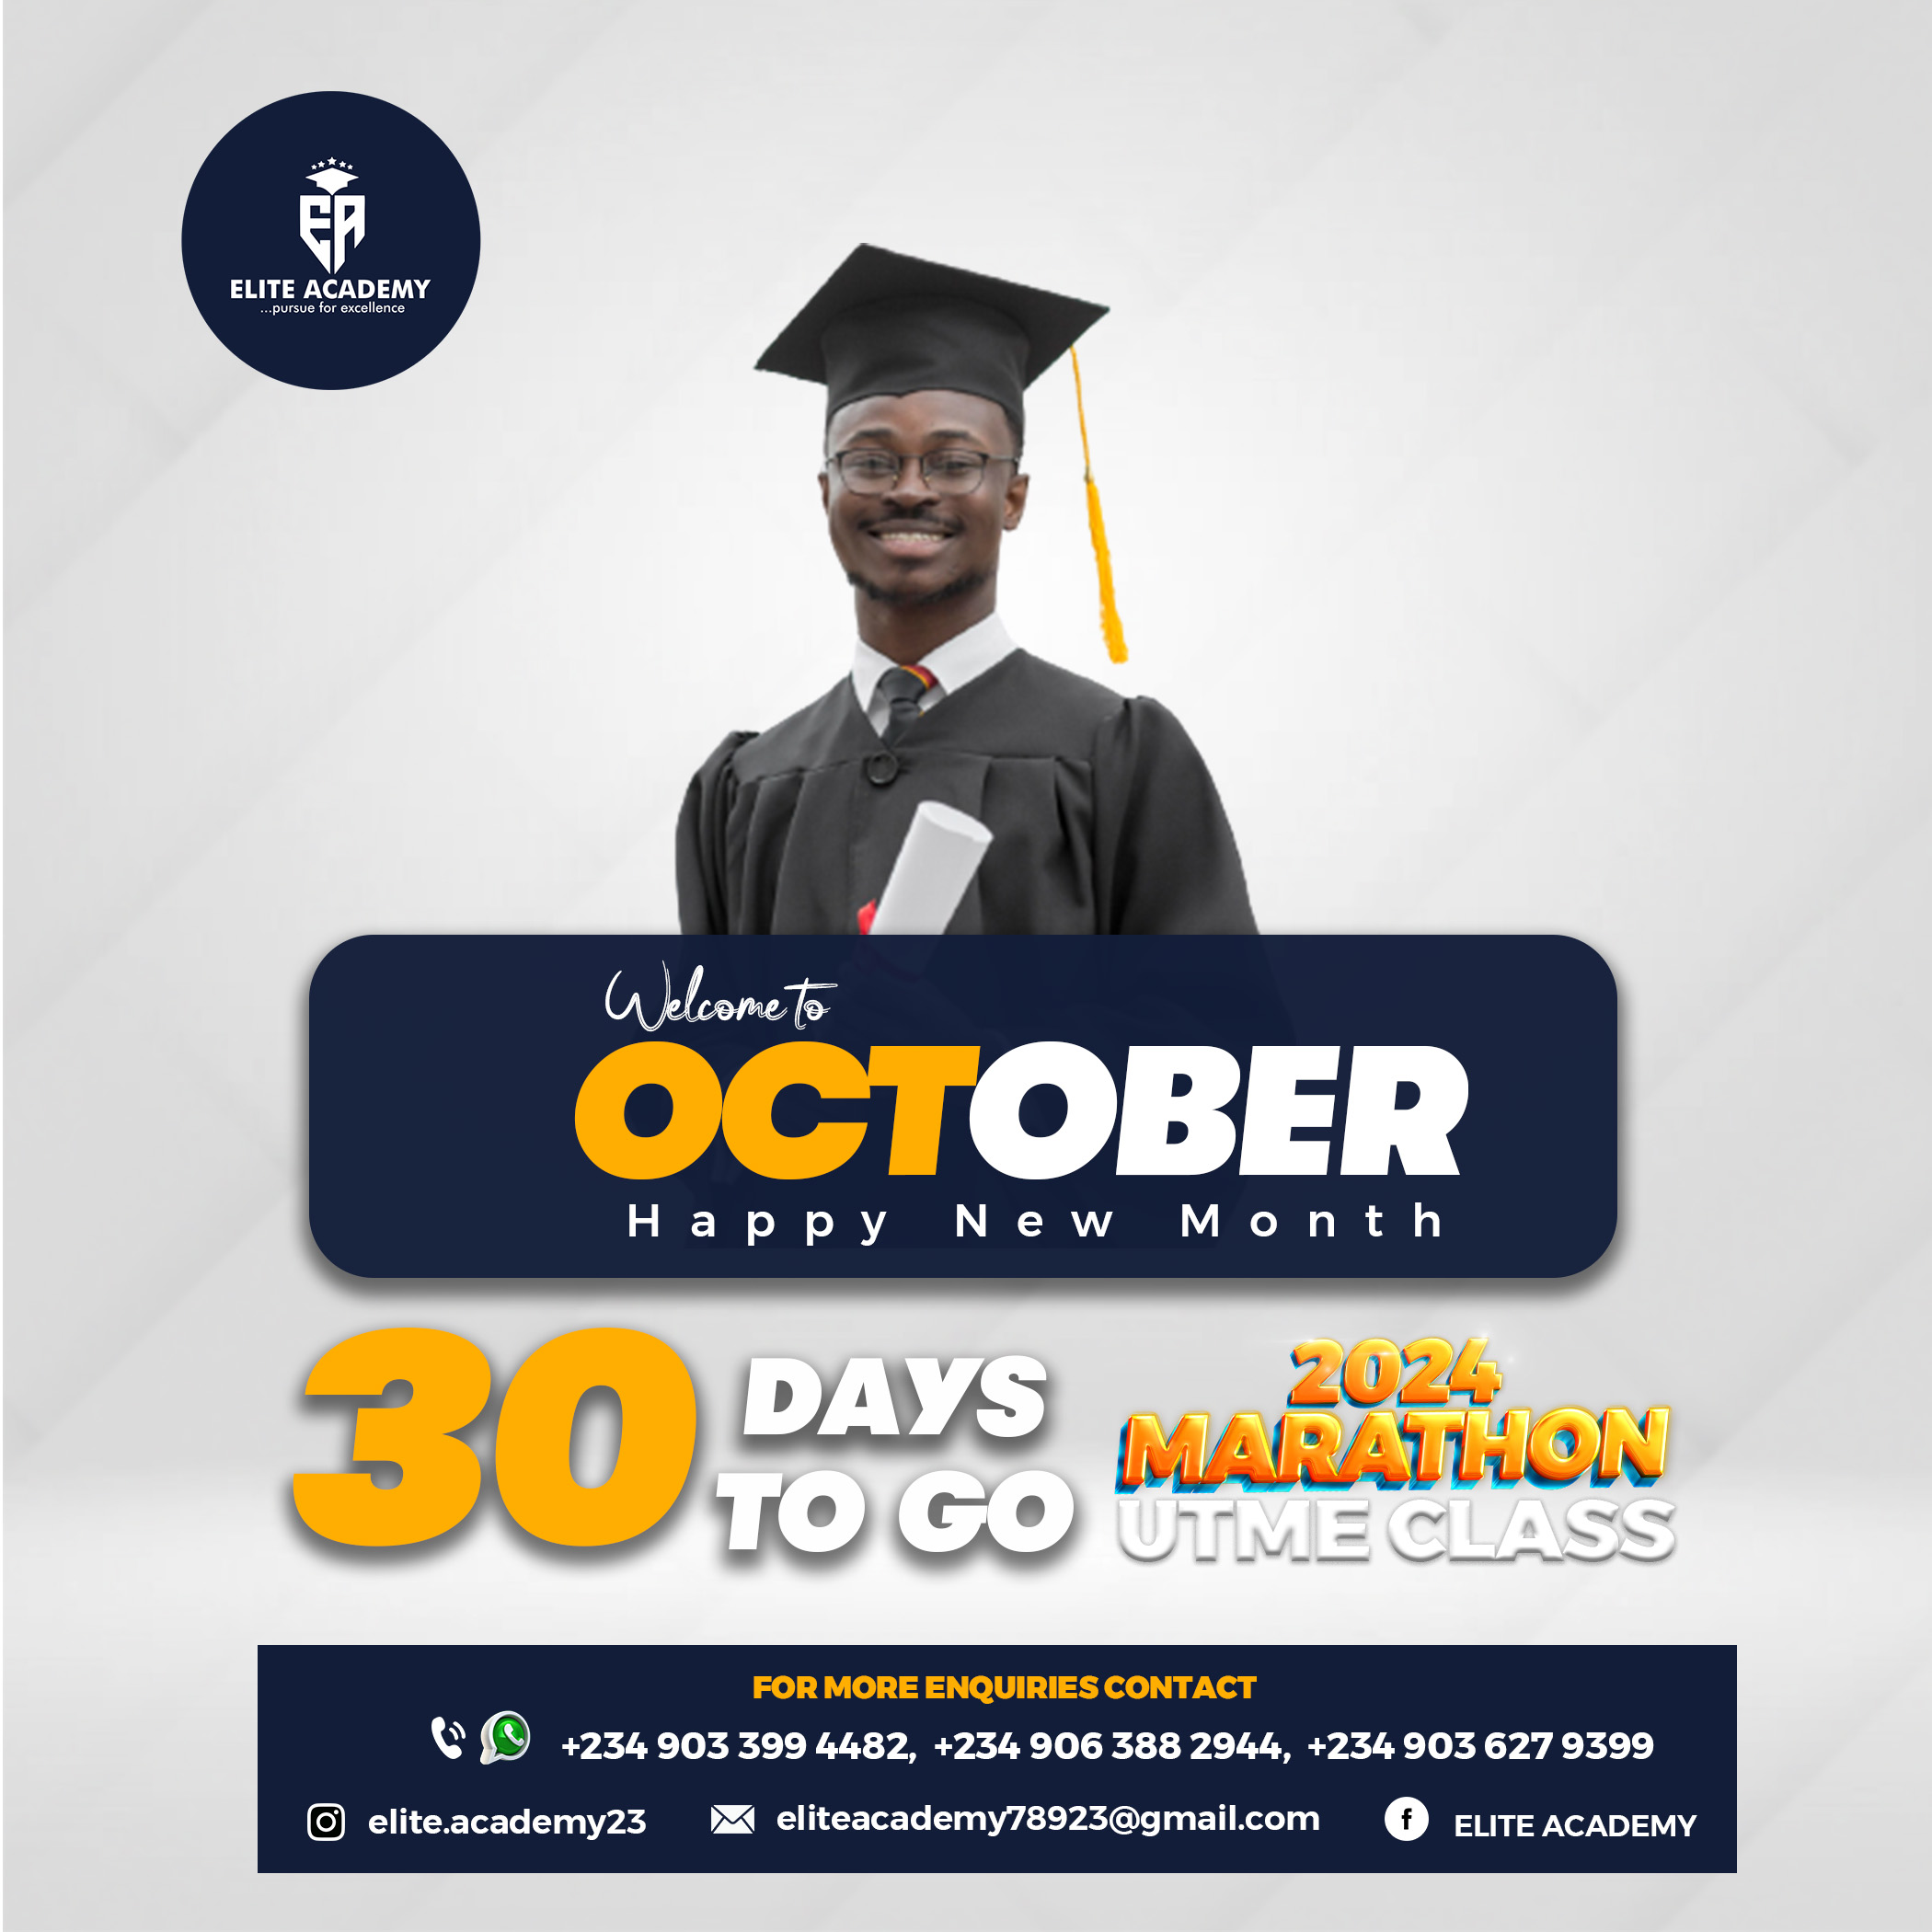 EA
ELITE ACADEMY
...pursue for excellence
Welcome to
OCTOBER
Happy New Month
30 DAYS TO GO
2024
MARATHON
UTME CLASS
FOR MORE ENQUIRIES CONTACT
+234 903 399 4482, +234 906 388 2944, +234 903 627 9399
elite.academy23 eliteacademy78923@gmail.com ELITE ACADEMY